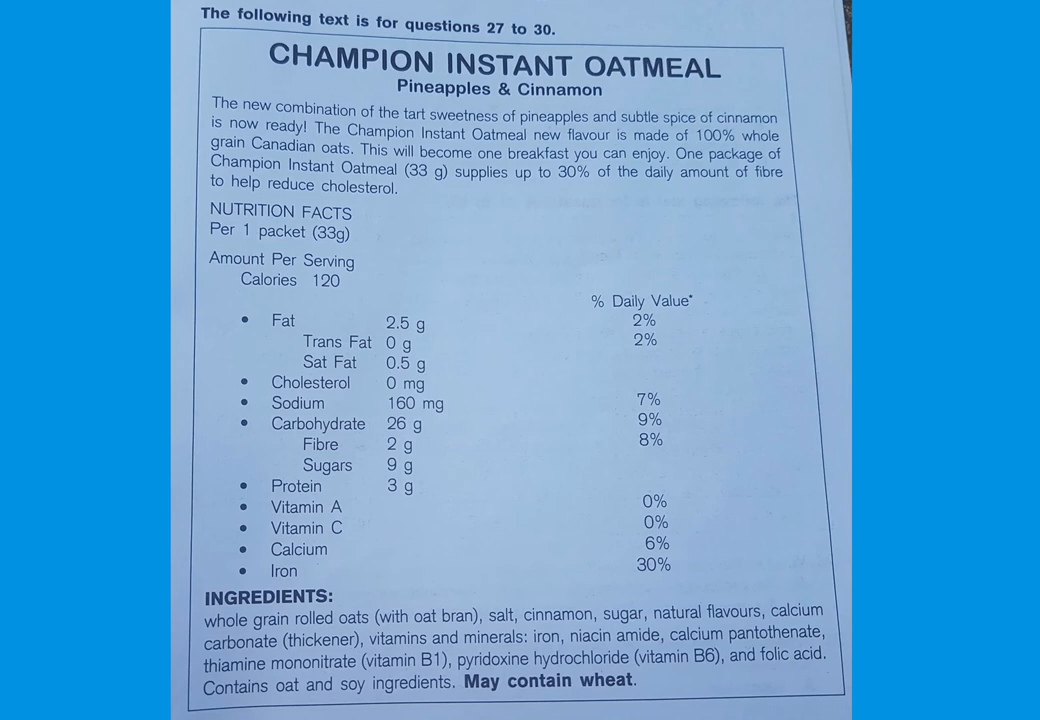 The following text is for questions 27 to 30.
CHAMPION INSTANT OATMEAL
Pineapples & Cinnamon
The new combination of the tart sweetness of pineapples and subtle spice of cinnamon
is now ready! The Champion Instant Oatmeal new flavour is made of 100% whole
grain Canadian oats. This will become one breakfast you can enjoy. One package of
Champion Instant Oatmeal (33 g) supplies up to 30% of the daily amount of fibre
to help reduce cholesterol.
NUTRITION FACTS
Per 1 packet (33g)
Amount Per Serving
Calories 120
% Daily Value*
• Fat 2.5 g 2%
Trans Fat 0 g 2%
Sat Fat 0.5 g
• Cholesterol 0 mg
• Sodium 160 mg 7%
• Carbohydrate 26 g 9%
Fibre 2 g 8%
Sugars 9 g
• Protein 3 g
• Vitamin A 0%
• Vitamin C 0%
• Calcium 6%
• Iron 30%
INGREDIENTS:
whole grain rolled oats (with oat bran), salt, cinnamon, sugar, natural flavours, calcium
carbonate (thickener), vitamins and minerals: iron, niacin amide, calcium pantothenate,
thiamine mononitrate (vitamin B1), pyridoxine hydrochloride (vitamin B6), and folic acid.
Contains oat and soy ingredients. May contain wheat.